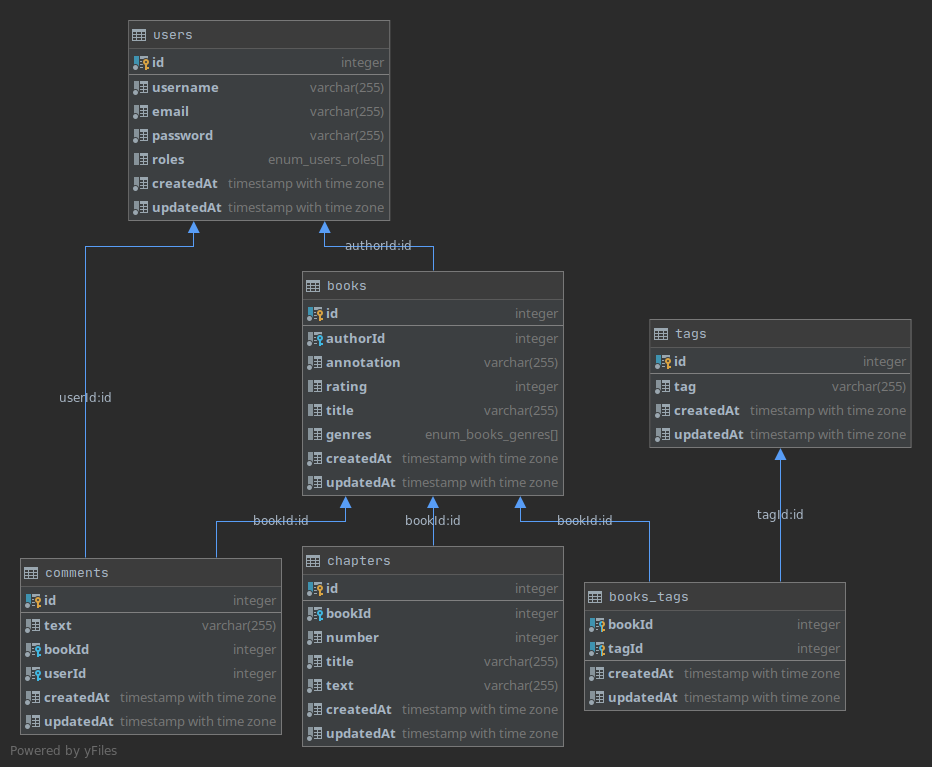 users
id integer
username varchar(255)
email varchar(255)
password varchar(255)
roles enum_users_roles[]
createdAt timestamp with time zone
updatedAt timestamp with time zone
authorId:id
books
id integer
authorId integer
annotation varchar(255)
rating integer
title varchar(255)
genres enum_books_genres[]
createdAt timestamp with time zone
updatedAt timestamp with time zone
tags
id integer
tag varchar(255)
createdAt timestamp with time zone
updatedAt timestamp with time zone
userId:id
bookId:id
bookId:id
bookId:id
tagId:id
comments
id integer
text varchar(255)
bookId integer
userId integer
createdAt timestamp with time zone
updatedAt timestamp with time zone
chapters
id integer
bookId integer
number integer
title varchar(255)
text varchar(255)
createdAt timestamp with time zone
updatedAt timestamp with time zone
books_tags
bookId integer
tagId integer
createdAt timestamp with time zone
updatedAt timestamp with time zone
Powered by yFiles